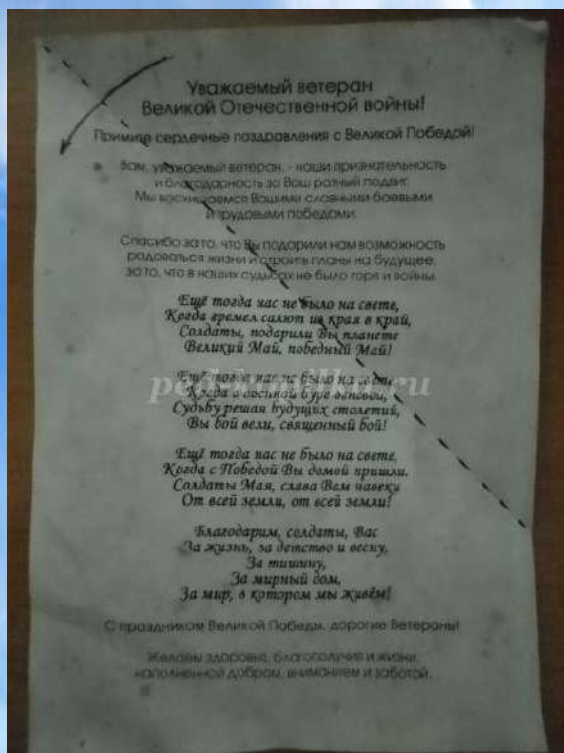 Уважаемый ветеран
Великой Отечественной войны!
Примите сердечные поздравления с Великой Победой!
Вам, уважаемый ветеран, - наши признательность
и благодарность за Ваш ратный подвиг.
Мы восхищаемся Вашими славными боевыми
и трудовыми победами.
Спасибо за то, что Вы подарили нам возможность
радоваться жизни и строить планы на будущее,
за то, что в наших судьбах не было горя и войны.
Ещё тогда нас не было на свете,
Когда гремел салют из края в край,
Солдаты, подарили Вы планете
Великий Май, победный Май!
Ещё тогда нас не было на свете,
Когда в военной буре огневой,
Судьбу решая будущих столетий,
Вы бой вели, священный бой!
Ещё тогда нас не было на свете,
Когда с Победой Вы домой пришли.
Солдаты Мая, слава Вам навеки
От всей земли, от всей земли!
Благодарим, солдаты, Вас
За жизнь, за детство и весну,
За тишину,
За мирный дом,
За мир, в котором мы живём!
С праздником Великой Победы, дорогие Ветераны!
Желаем здоровья, благополучия и жизни,
наполненной добром, вниманием и заботой.